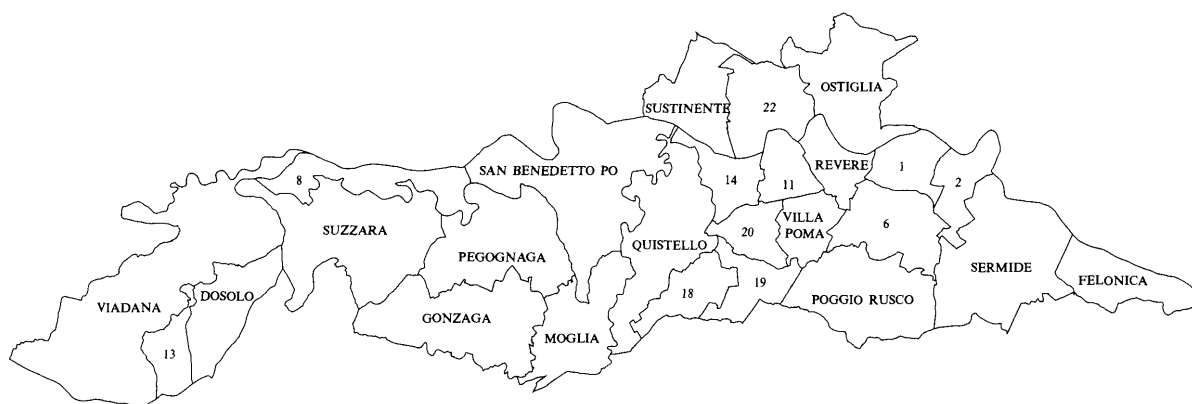 OSTIGLIA
SUSTINENTE
22
SAN BENEDETTO PO
REVERE
1
8
14
11
2
VILLA
POMA
SUZZARA
QUISTELLO
20
6
PEGOGNAGA
SERMIDE
FELONICA
VIADANA
DOSOLO
18
19
POGGIO RUSCO
GONZAGA
MOGLIA
13